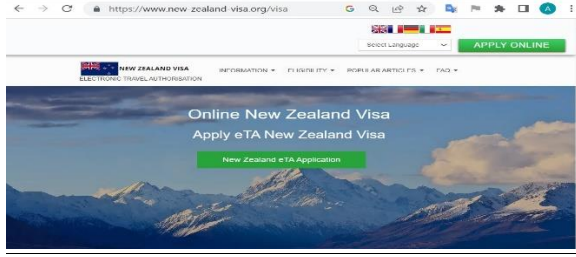 https://www.new-zealand-visa.org/visa
A
Select Language
APPLY ONLINE
NEW ZEALAND VISA
ELECTRONIC TRAVEL AUTHORISATION
INFORMATION
ELIGIBILITY
POPULAR ARTICLES
FAQ
Online New Zealand Visa
Apply eTA New Zealand Visa
New Zealand eTA Application